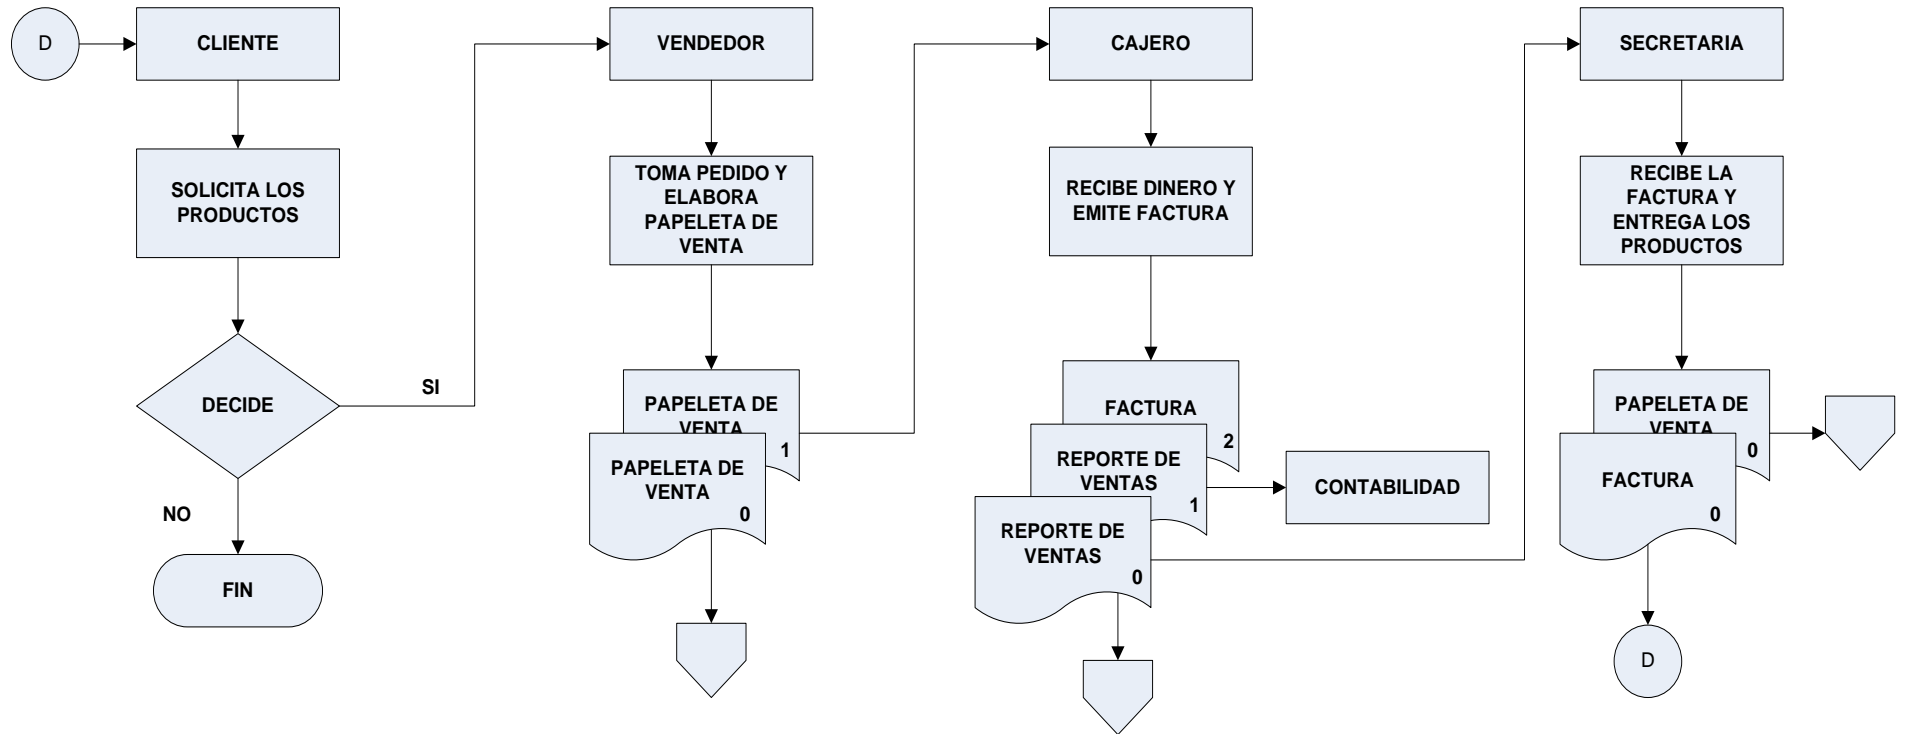 D
CLIENTE
SOLICITA LOS
PRODUCTOS
DECIDE
SI
NO
FIN
VENDEDOR
TOMA PEDIDO Y
ELABORA
PAPELETA DE
VENTA
PAPELETA DE
VENTA
1
PAPELETA DE
VENTA
0
CAJERO
RECIBE DINERO Y
EMITE FACTURA
FACTURA
2
REPORTE DE
VENTAS
1
CONTABILIDAD
REPORTE DE
VENTAS
0
SECRETARIA
RECIBE LA
FACTURA Y
ENTREGA LOS
PRODUCTOS
PAPELETA DE
VENTA
0
FACTURA
0
D